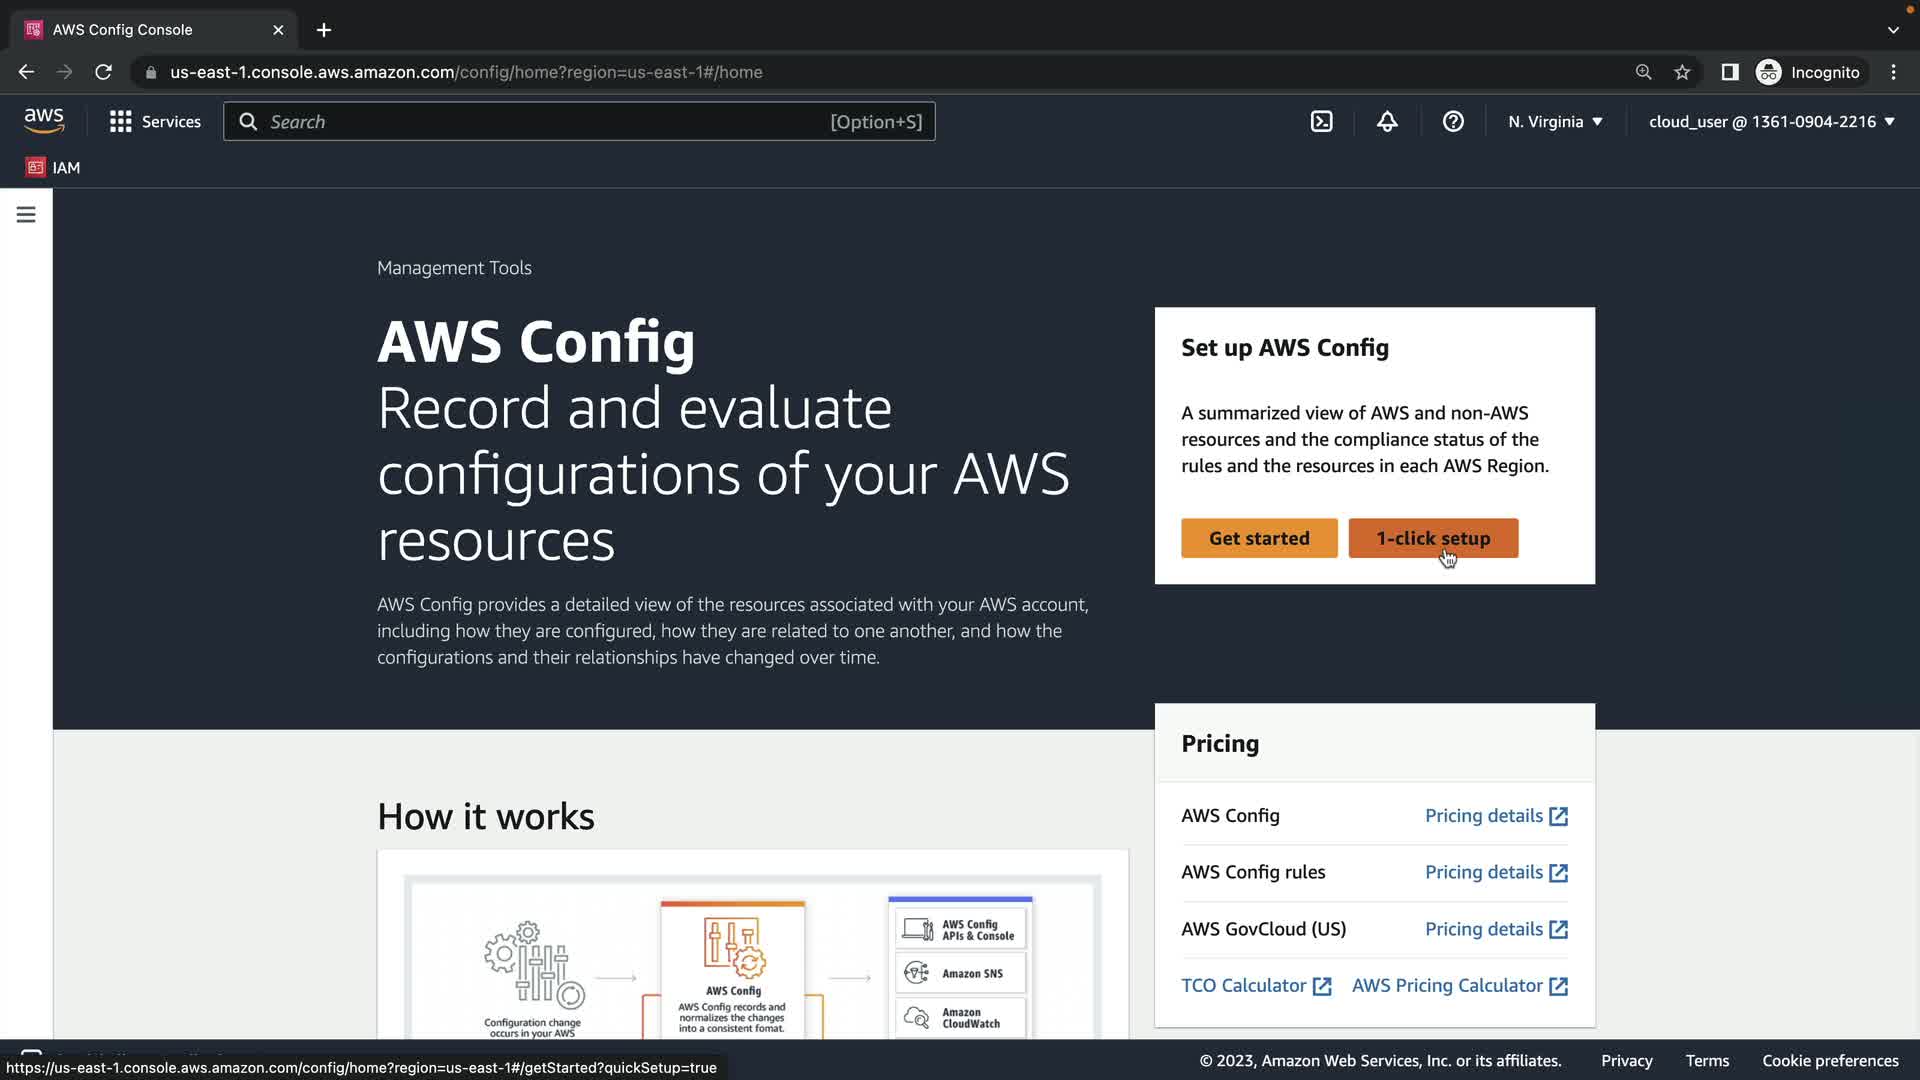 AWS Config Console
us-east-1.console.aws.amazon.com/config/home?region=us-east-1#/home
Incognito
aws
Services
Search
[Option+S]
N. Virginia
cloud_user @ 1361-0904-2216
IAM
Management Tools
AWS Config
Record and evaluate
configurations of your AWS
resources
AWS Config provides a detailed view of the resources associated with your AWS account,
including how they are configured, how they are related to one another, and how the
configurations and their relationships have changed over time.
Set up AWS Config
A summarized view of AWS and non-AWS
resources and the compliance status of the
rules and the resources in each AWS Region.
Get started
1-click setup
Pricing
AWS Config
Pricing details
AWS Config rules
Pricing details
AWS GovCloud (US)
Pricing details
TCO Calculator
AWS Pricing Calculator
How it works
Configuration change
occurs in your AWS
AWS Config
AWS Config records and
normalizes the changes
into a consistent fomat.
AWS Config
APIs & Console
Amazon SNS
Amazon
CloudWatch
https://us-east-1.console.aws.amazon.com/config/home?region=us-east-1#/getStarted?quickSetup=true
© 2023, Amazon Web Services, Inc. or its affiliates.
Privacy
Terms
Cookie preferences